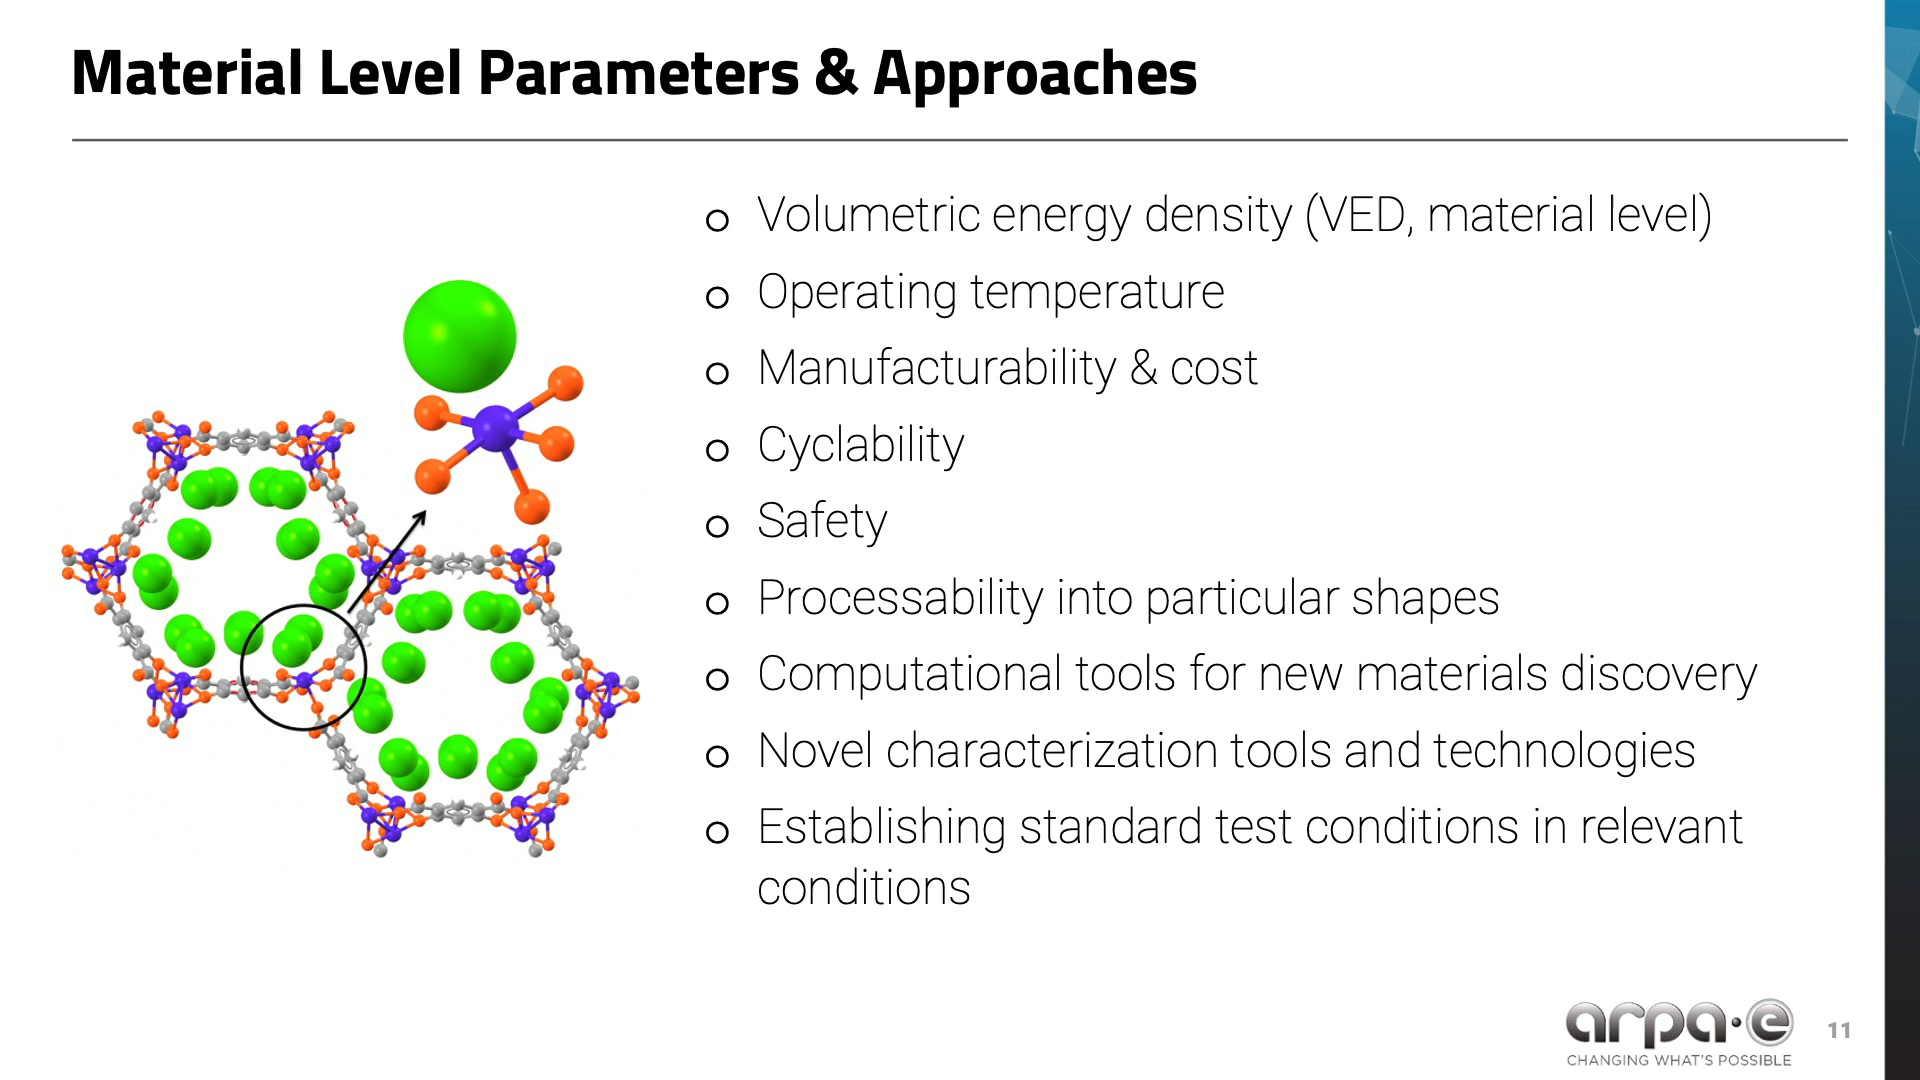 Material Level Parameters & Approaches
Volumetric energy density (VED, material level)
Operating temperature
Manufacturability & cost
Cyclability
Safety
Processability into particular shapes
Computational tools for new materials discovery
Novel characterization tools and technologies
Establishing standard test conditions in relevant
conditions
arpa·e
CHANGING WHAT'S POSSIBLE
11